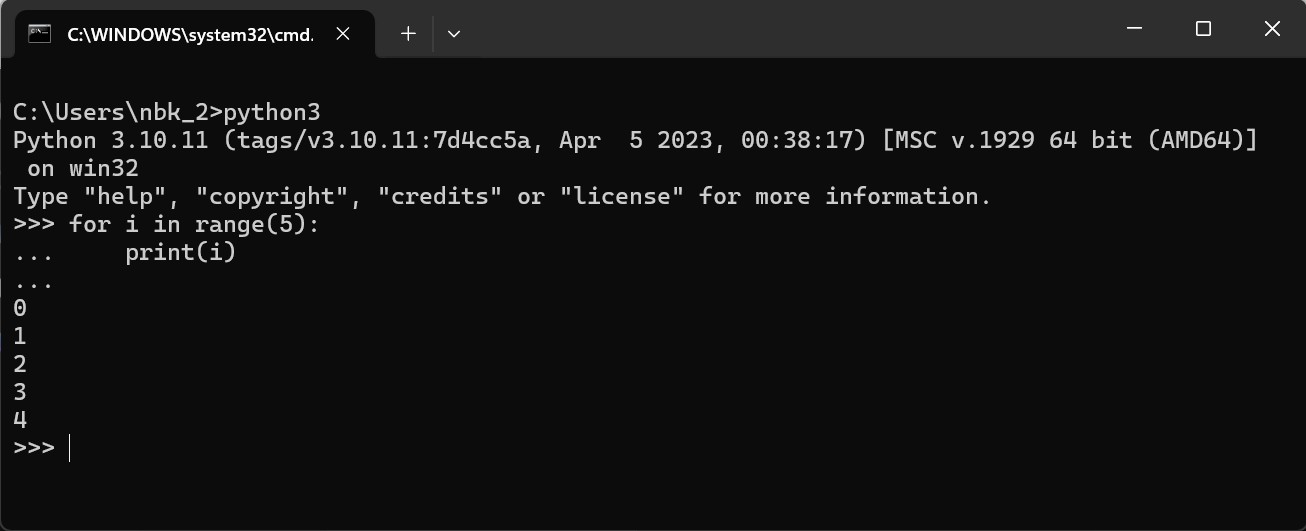 C:\WINDOWS\system32\cmd.
C:\Users\nbk_2>python3
Python 3.10.11 (tags/v3.10.11:7d4cc5a, Apr  5 2023, 00:38:17) [MSC v.1929 64 bit (AMD64)]
 on win32
Type "help", "copyright", "credits" or "license" for more information.
>>> for i in range(5):
...     print(i)
...
0
1
2
3
4
>>>